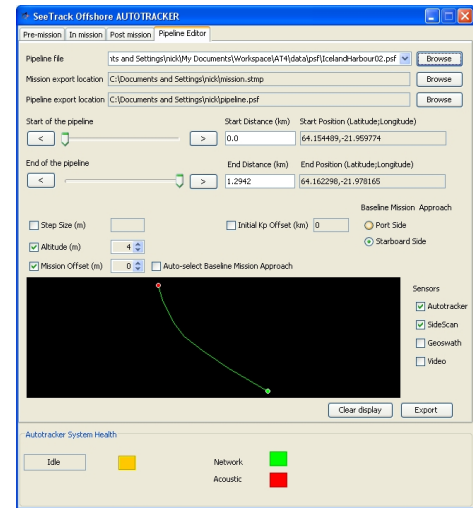 SeeTrack Offshore AUTOTRACKER
Pre-mission In mission Post mission Pipeline Editor
Pipeline file nts and Settings\nick\My Documents\Workspace\AT4\data\psf\IcelandHarbour02.psf Browse
Mission export location C:\Documents and Settings\nick\mission.stmp Browse
Pipeline export location C:\Documents and Settings\nick\pipeline.psf Browse
Start of the pipeline Start Distance (km) Start Position (Latitude;Longitude)
< > 0.0 64.154489,-21.959774
End of the pipeline End Distance (km) End Position (Latitude;Longitude)
< > 1.2942 64.162298,-21.978165
Baseline Mission Approach
Step Size (m) Initial Kp Offset (km) 0 Port Side
Starboard Side
Altitude (m) 4
Mission Offset (m) 0 Auto-select Baseline Mission Approach
Sensors
Autotracker
SideScan
Geoswath
Video
Clear display Export
Autotracker System Health
Idle Network
Acoustic